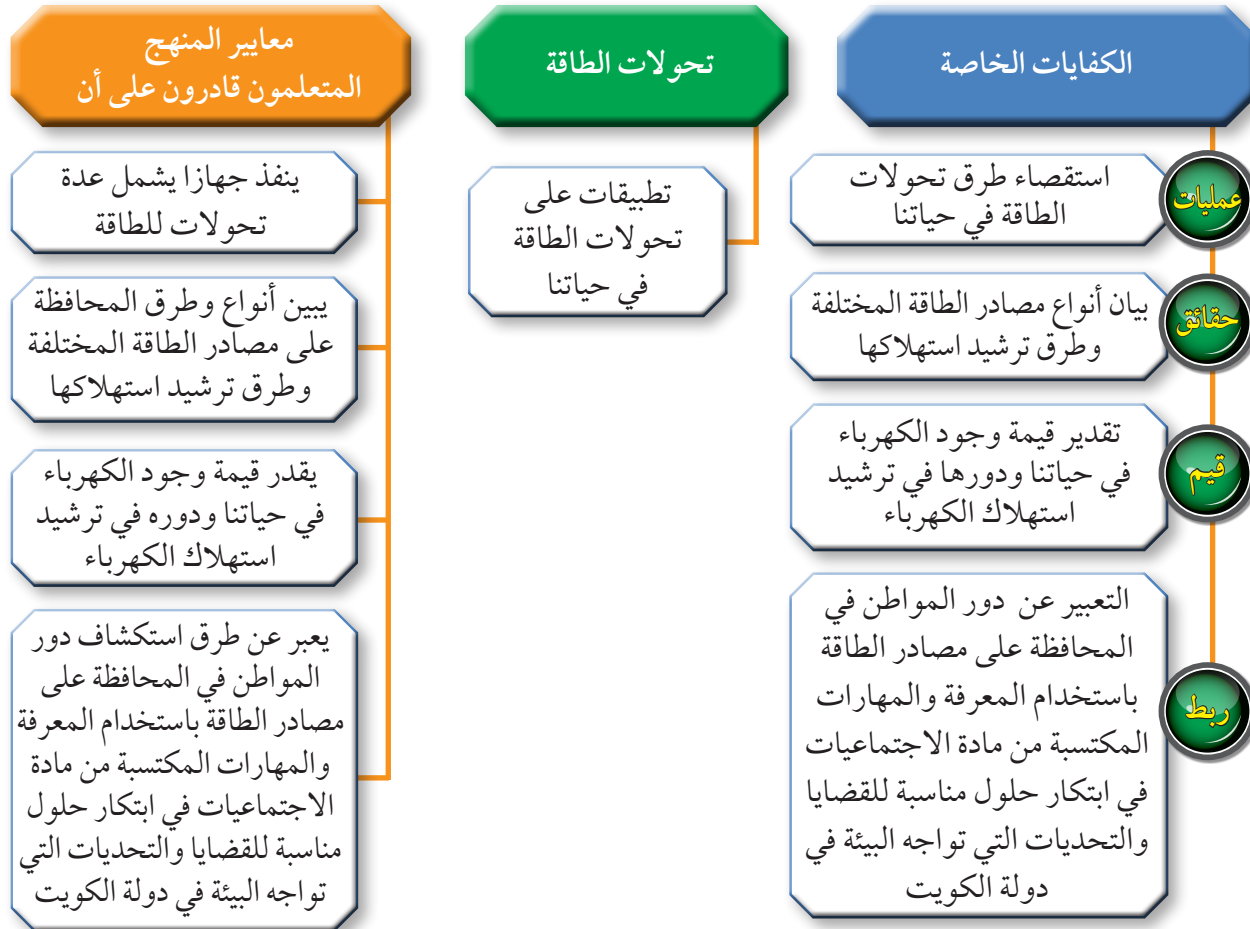 الكفايات الخاصة
عمليات
استقصاء طرق تحولات
الطاقة في حياتنا
حقائق
بيان أنواع مصادر الطاقة المختلفة
وطرق ترشيد استهلاكها
قيم
تقدير قيمة وجود الكهرباء
في حياتنا ودورها في ترشيد
استهلاك الكهرباء
ربط
التعبير عن دور المواطن في
المحافظة على مصادر الطاقة
باستخدام المعرفة والمهارات
المكتسبة من مادة الاجتماعيات
في ابتكار حلول مناسبة للقضايا
والتحديات التي تواجه البيئة في
دولة الكويت
تحولات الطاقة
تطبيقات على
تحولات الطاقة
في حياتنا
معايير المنهج
المتعلمون قادرون على أن
ينفذ جهازا يشمل عدة
تحولات للطاقة
يبين أنواع وطرق المحافظة
على مصادر الطاقة المختلفة
وطرق ترشيد استهلاكها
يقدر قيمة وجود الكهرباء
في حياتنا ودوره في ترشيد
استهلاك الكهرباء
يعبر عن طرق استكشاف دور
المواطن في المحافظة على
مصادر الطاقة باستخدام المعرفة
والمهارات المكتسبة من مادة
الاجتماعيات في ابتكار حلول
مناسبة للقضايا والتحديات التي
تواجه البيئة في دولة الكويت